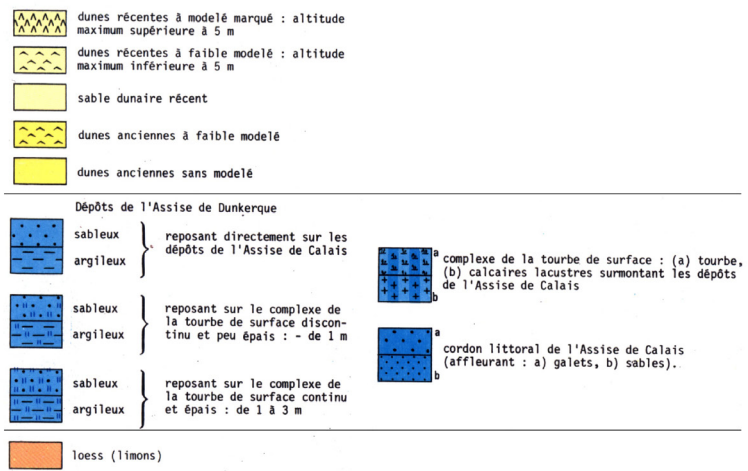 dunes récentes à modelé marqué : altitude
maximum supérieure à 5 m
dunes récentes à faible modelé : altitude
maximum inférieure à 5 m
sable dunaire récent
dunes anciennes à faible modelé
dunes anciennes sans modelé
Dépôts de l'Assise de Dunkerque
sableux
argileux
reposant directement sur les
dépôts de l'Assise de Calais
sableux
argileux
reposant sur le complexe de
la tourbe de surface discon-
tinu et peu épais : - de 1 m
sableux
argileux
reposant sur le complexe de
la tourbe de surface continu
et épais : de 1 à 3 m
a
b
complexe de la tourbe de surface : (a) tourbe,
(b) calcaires lacustres surmontant les dépôts
de l'Assise de Calais
a
b
cordon littoral de l'Assise de Calais
(affleurant : a) galets, b) sables).
loess (limons)